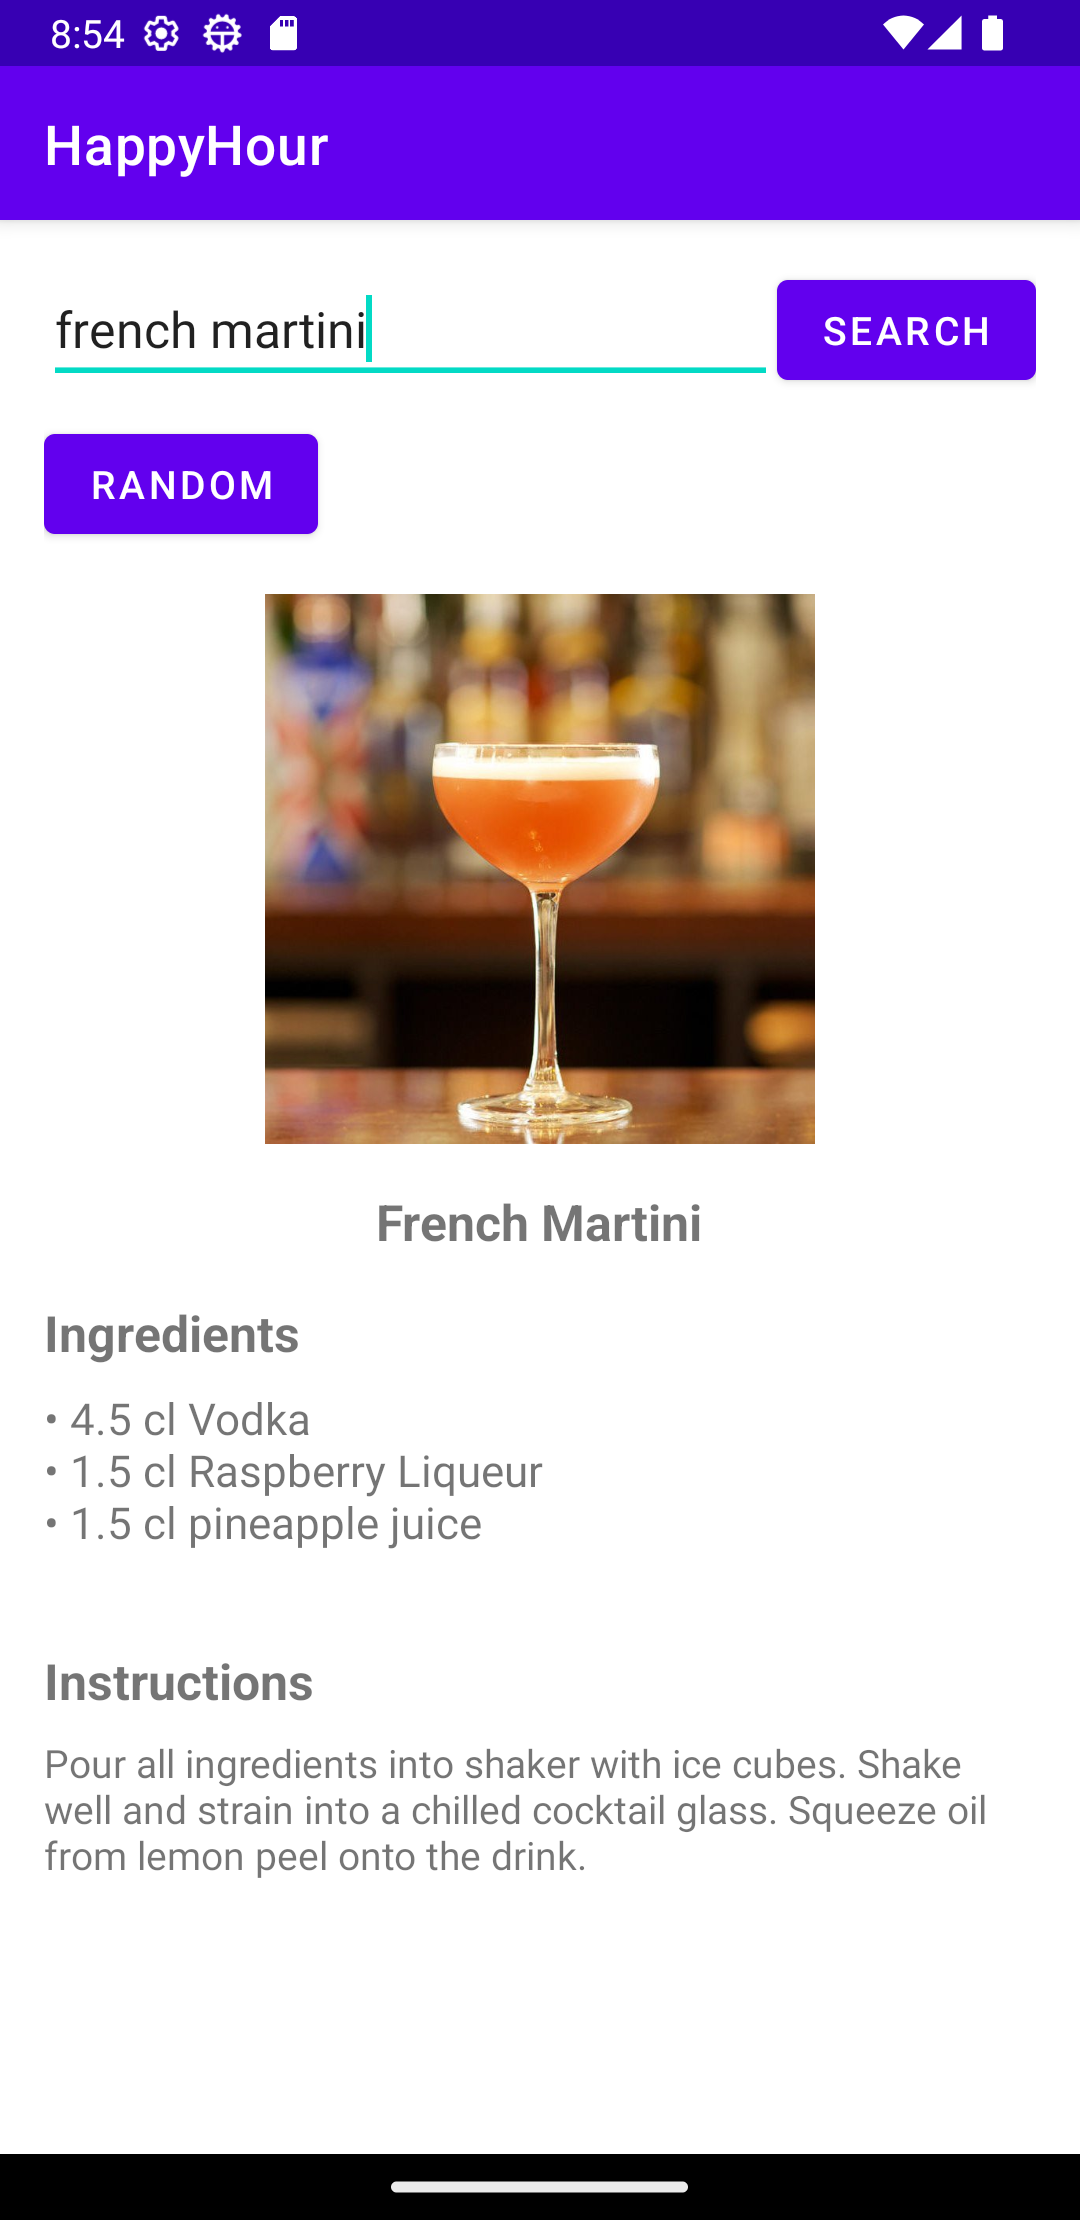 8:54
HappyHour
french martini
SEARCH
RANDOM
French Martini
Ingredients
• 4.5 cl Vodka
• 1.5 cl Raspberry Liqueur
• 1.5 cl pineapple juice
Instructions
Pour all ingredients into shaker with ice cubes. Shake
well and strain into a chilled cocktail glass. Squeeze oil
from lemon peel onto the drink.